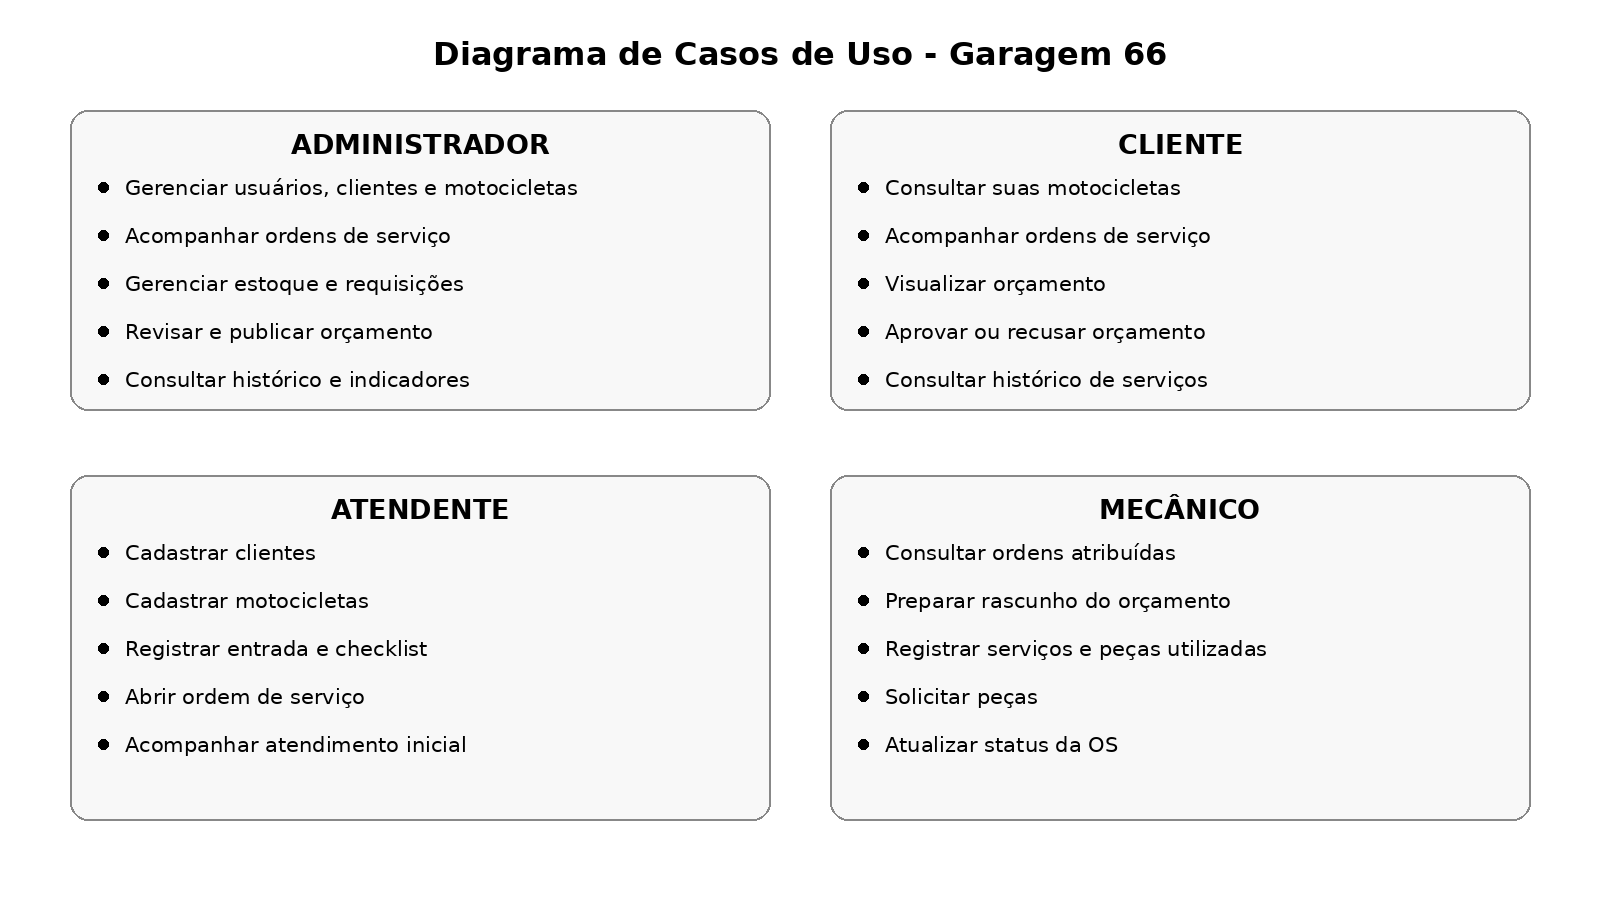 Diagrama de Casos de Uso - Garagem 66
ADMINISTRADOR
● Gerenciar usuários, clientes e motocicletas
● Acompanhar ordens de serviço
● Gerenciar estoque e requisições
● Revisar e publicar orçamento
● Consultar histórico e indicadores
CLIENTE
● Consultar suas motocicletas
● Acompanhar ordens de serviço
● Visualizar orçamento
● Aprovar ou recusar orçamento
● Consultar histórico de serviços
ATENDENTE
● Cadastrar clientes
● Cadastrar motocicletas
● Registrar entrada e checklist
● Abrir ordem de serviço
● Acompanhar atendimento inicial
MECÂNICO
● Consultar ordens atribuídas
● Preparar rascunho do orçamento
● Registrar serviços e peças utilizadas
● Solicitar peças
● Atualizar status da OS